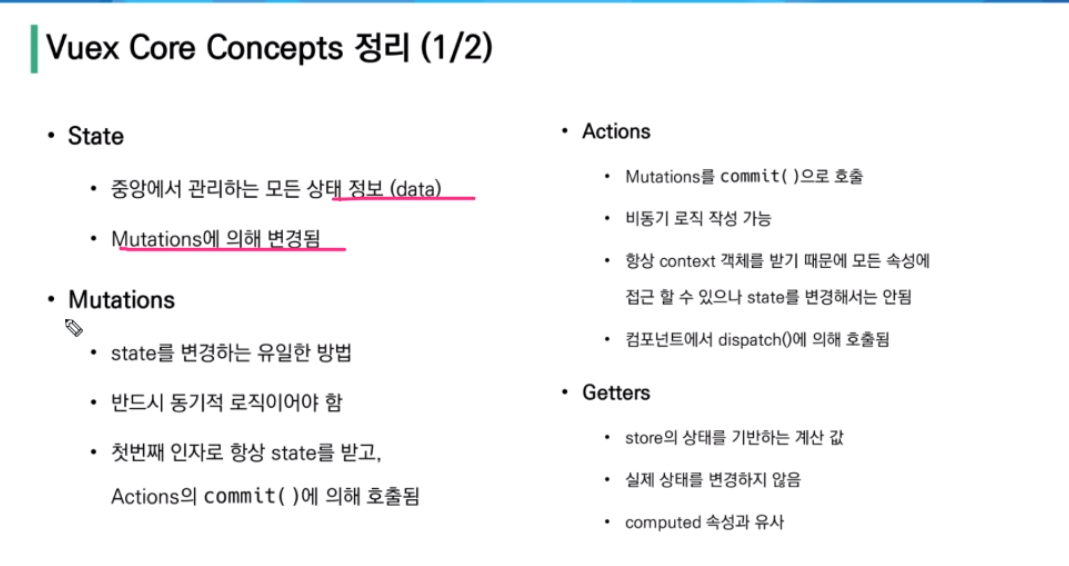 Vuex Core Concepts 정리 (1/2)
• State
• 중앙에서 관리하는 모든 상태 정보 (data)
• Mutations에 의해 변경됨
• Mutations
• state를 변경하는 유일한 방법
• 반드시 동기적 로직이어야 함
• 첫번째 인자로 항상 state를 받고,
Actions의 commit( )에 의해 호출됨
• Actions
• Mutations를 commit( )으로 호출
• 비동기 로직 작성 가능
• 항상 context 객체를 받기 때문에 모든 속성에
접근 할 수 있으나 state를 변경해서는 안됨
• 컴포넌트에서 dispatch()에 의해 호출됨
• Getters
• store의 상태를 기반하는 계산 값
• 실제 상태를 변경하지 않음
• computed 속성과 유사